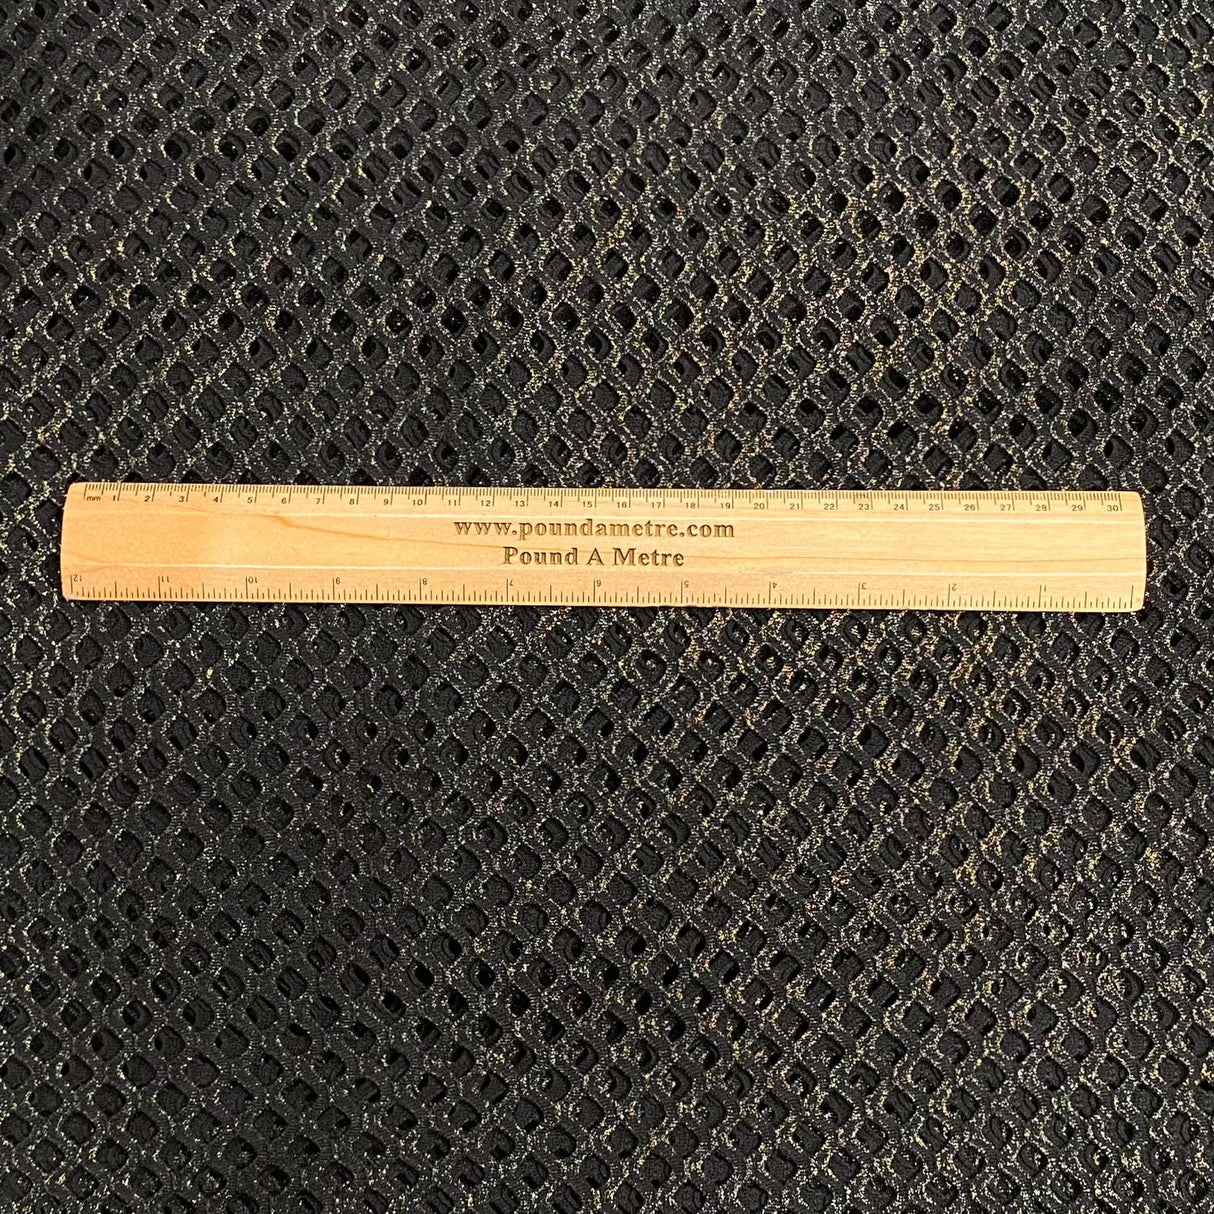 mm 1 2 3 4 5 6 7 8 9 10 11 12 13 14 15 16 17 18 19 20 21 22 23 24 25 26 27 28 29 30
www.poundametre.com
Pound A Metre
12 11 10 9 8 7 6 5 4 3 2 1